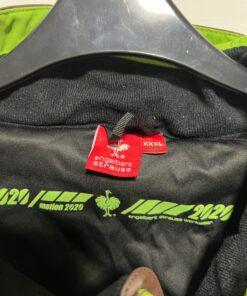 XXXL
engelbert
strauss
2020
motion 2020
2020
engelbert strauss